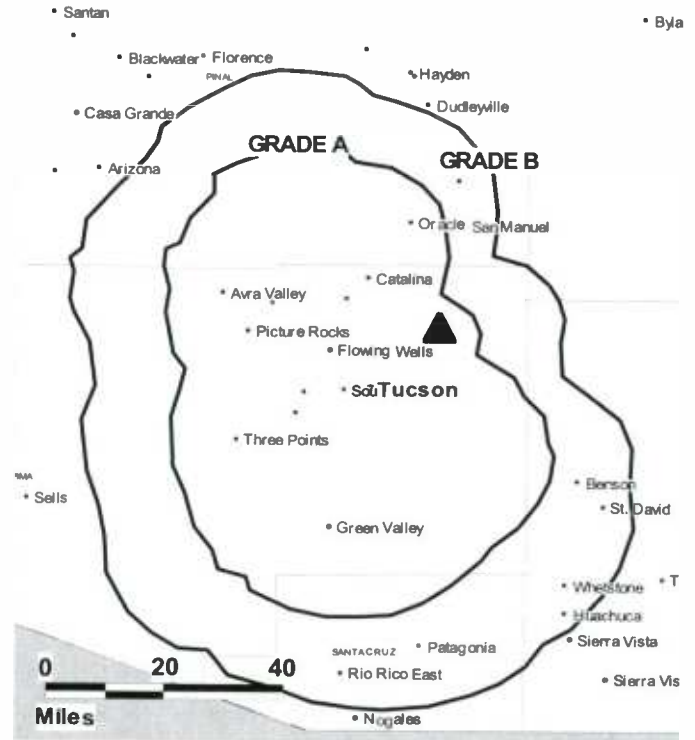 Santan
Byla
Blackwater
Florence
PINAL
Hayden
Casa Grande
Dudleyville
GRADE A
GRADE B
Arizona
Oracle
San Manuel
Catalina
Avra Valley
Picture Rocks
Flowing Wells
Tucson
Three Points
Benson
Sells
St. David
Green Valley
Whetstone
T
Huachuca
Sierra Vista
SANTA CRUZ
Patagonia
Rio Rico East
Sierra Vis
0 20 40
Miles
Nogales